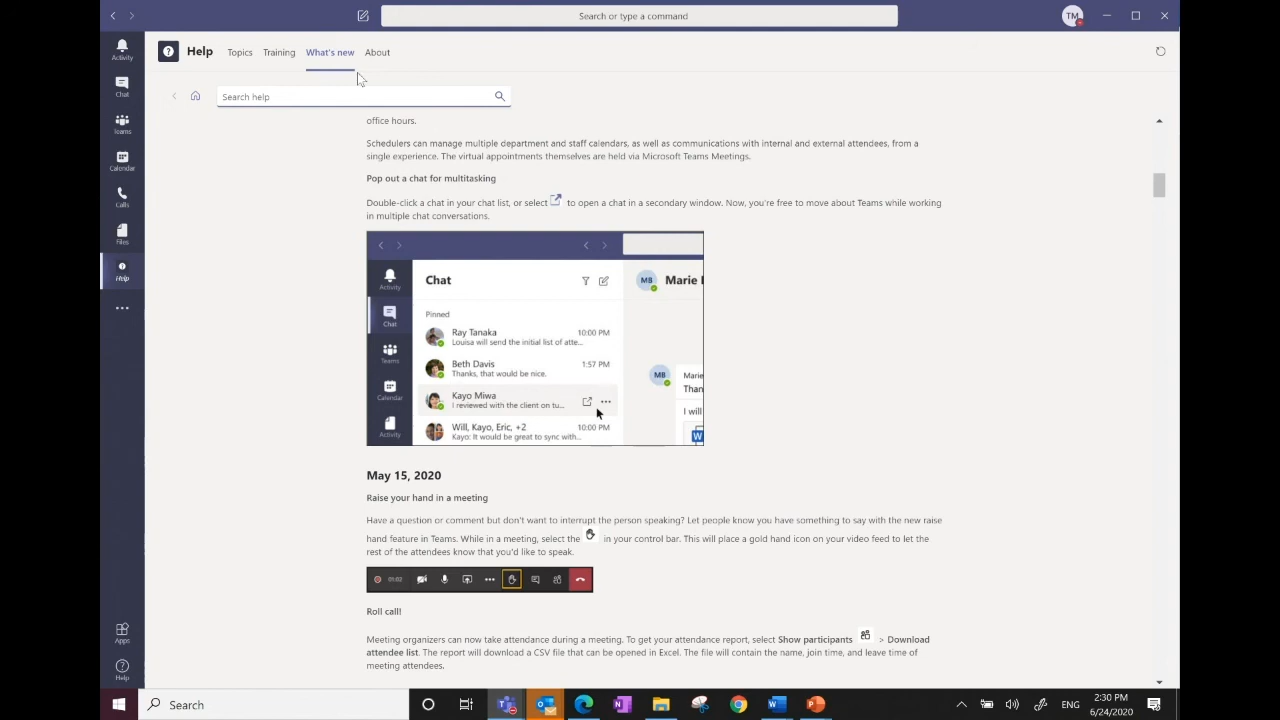 Search or type a command
TM
Activity
Chat
Teams
Calendar
Calls
Files
Help
Apps
Help
Help
Topics
Training
What's new
About
Search help
office hours.
Schedulers can manage multiple department and staff calendars, as well as communications with internal and external attendees, from a
single experience. The virtual appointments themselves are held via Microsoft Teams Meetings.
Pop out a chat for multitasking
Double-click a chat in your chat list, or select to open a chat in a secondary window. Now, you're free to move about Teams while working
in multiple chat conversations.
Activity
Chat
Teams
Calendar
Activity
Chat
Pinned
Ray Tanaka 10:00 PM
Louisa will send the initial list of atte...
Beth Davis 1:57 PM
Thanks, that would be nice.
Kayo Miwa
I reviewed with the client on tu...
Will, Kayo, Eric, +2 10:00 PM
Kayo: It would be great to sync with...
MB Marie
MB Marie
Than
I will
May 15, 2020
Raise your hand in a meeting
Have a question or comment but don't want to interrupt the person speaking? Let people know you have something to say with the new raise
hand feature in Teams. While in a meeting, select the in your control bar. This will place a gold hand icon on your video feed to let the
rest of the attendees know that you'd like to speak.
01:02
Roll call!
Meeting organizers can now take attendance during a meeting. To get your attendance report, select Show participants > Download
attendee list. The report will download a CSV file that can be opened in Excel. The file will contain the name, join time, and leave time of
meeting attendees.
Search
ENG
2:30 PM
6/24/2020